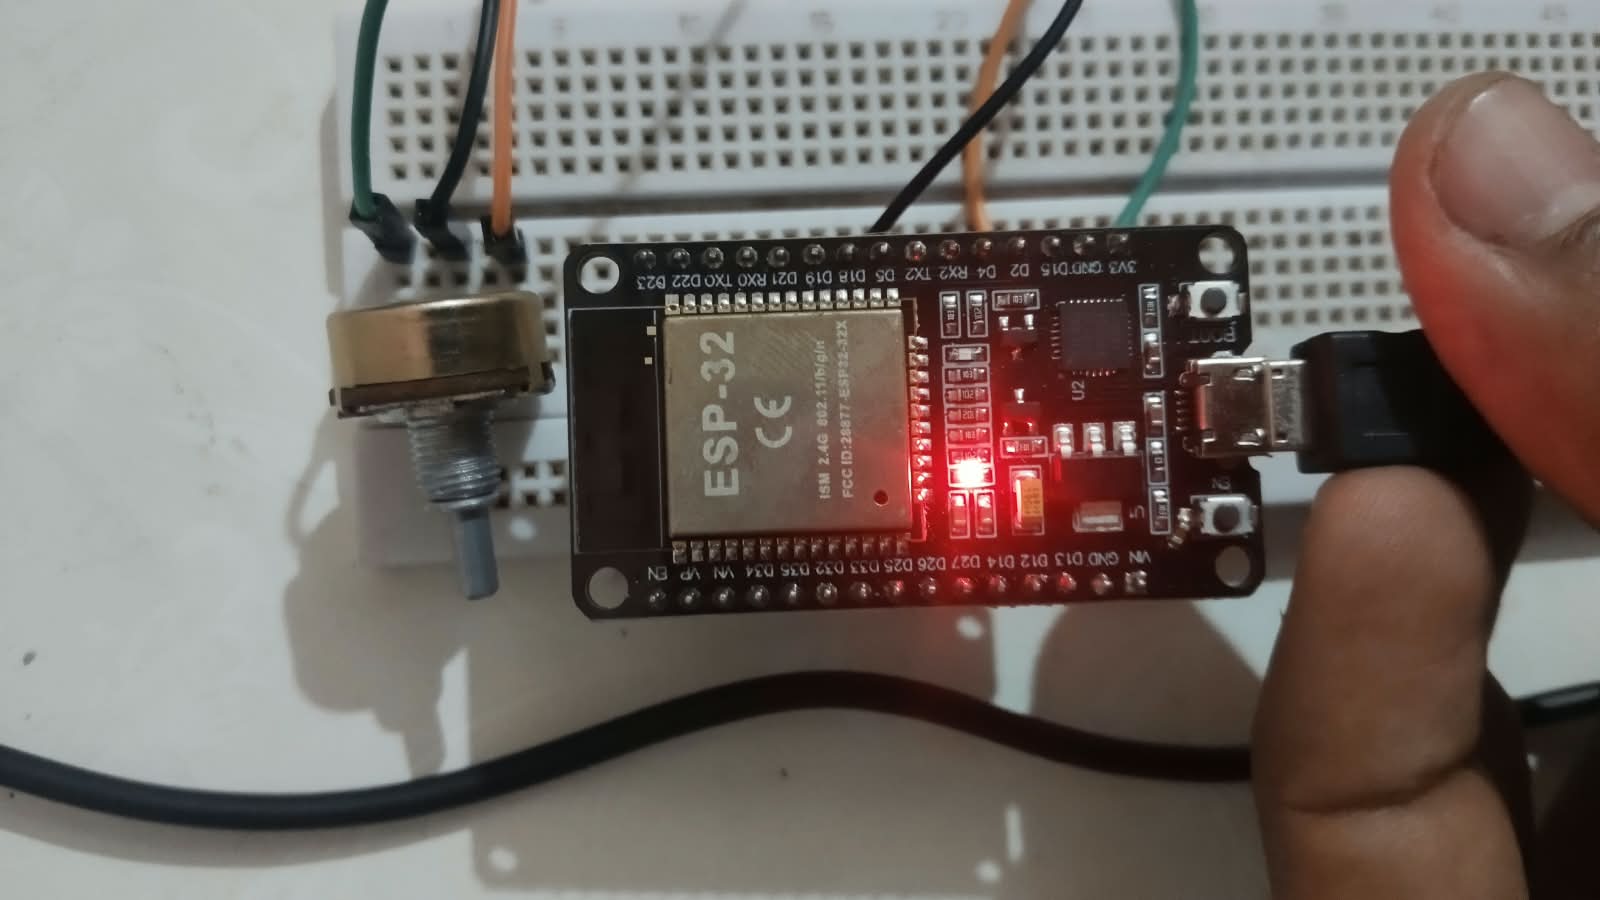 D23 D22 TX0 RX0 D21 D19 D18 D5 TX2 RX2 D4 D2 D15 GND 3V3
ESP-32
CE
ISM 2.4G 802.11/b/g/n
FCC ID:28877-ESP32-32X
U2
BOOT
EN
EN VP VN D34 D35 D32 D33 D25 D26 D27 D14 D12 D13 GND VIN